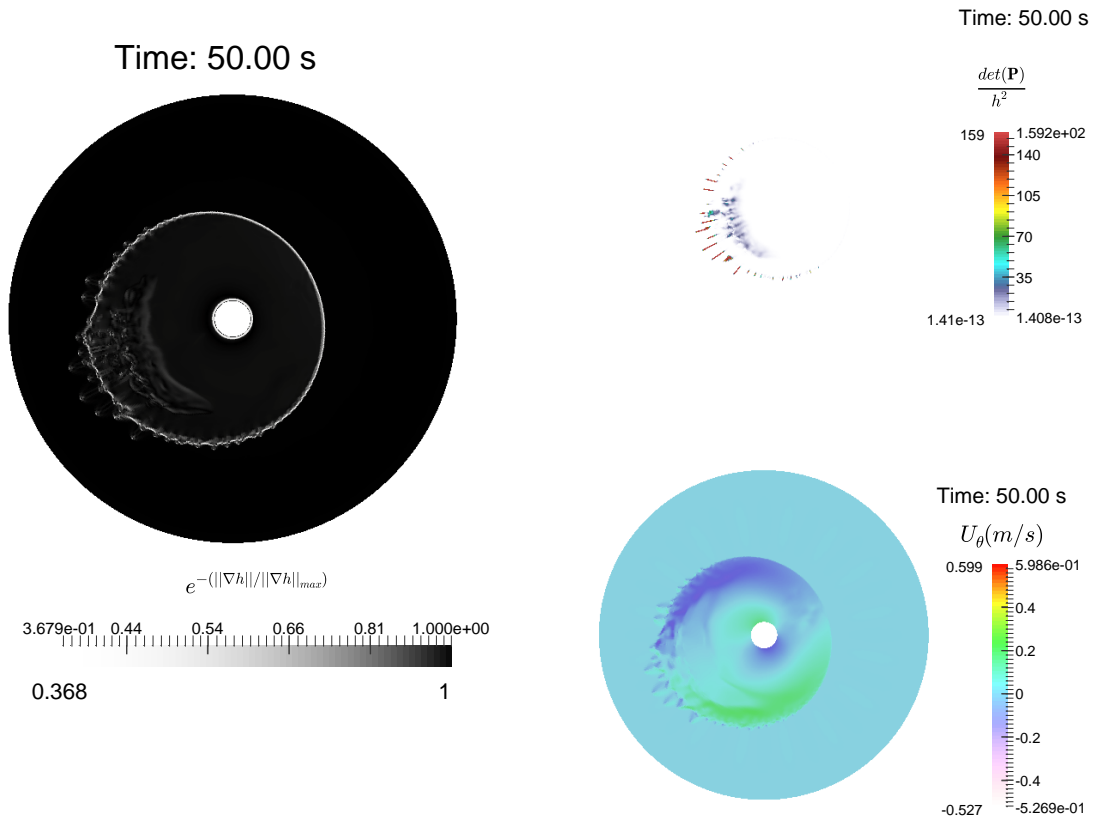 Time: 50.00 s
e^{-(||∇h||/||∇h||_{max})}
3.679e-01 0.44 0.54 0.66 0.81 1.000e+00
0.368 1
Time: 50.00 s
det(P)
h^2
159 1.592e+02
140
105
70
35
1.41e-13 1.408e-13
Time: 50.00 s
U_θ(m/s)
0.599 5.986e-01
0.4
0.2
0
-0.2
-0.4
-0.527 -5.269e-01